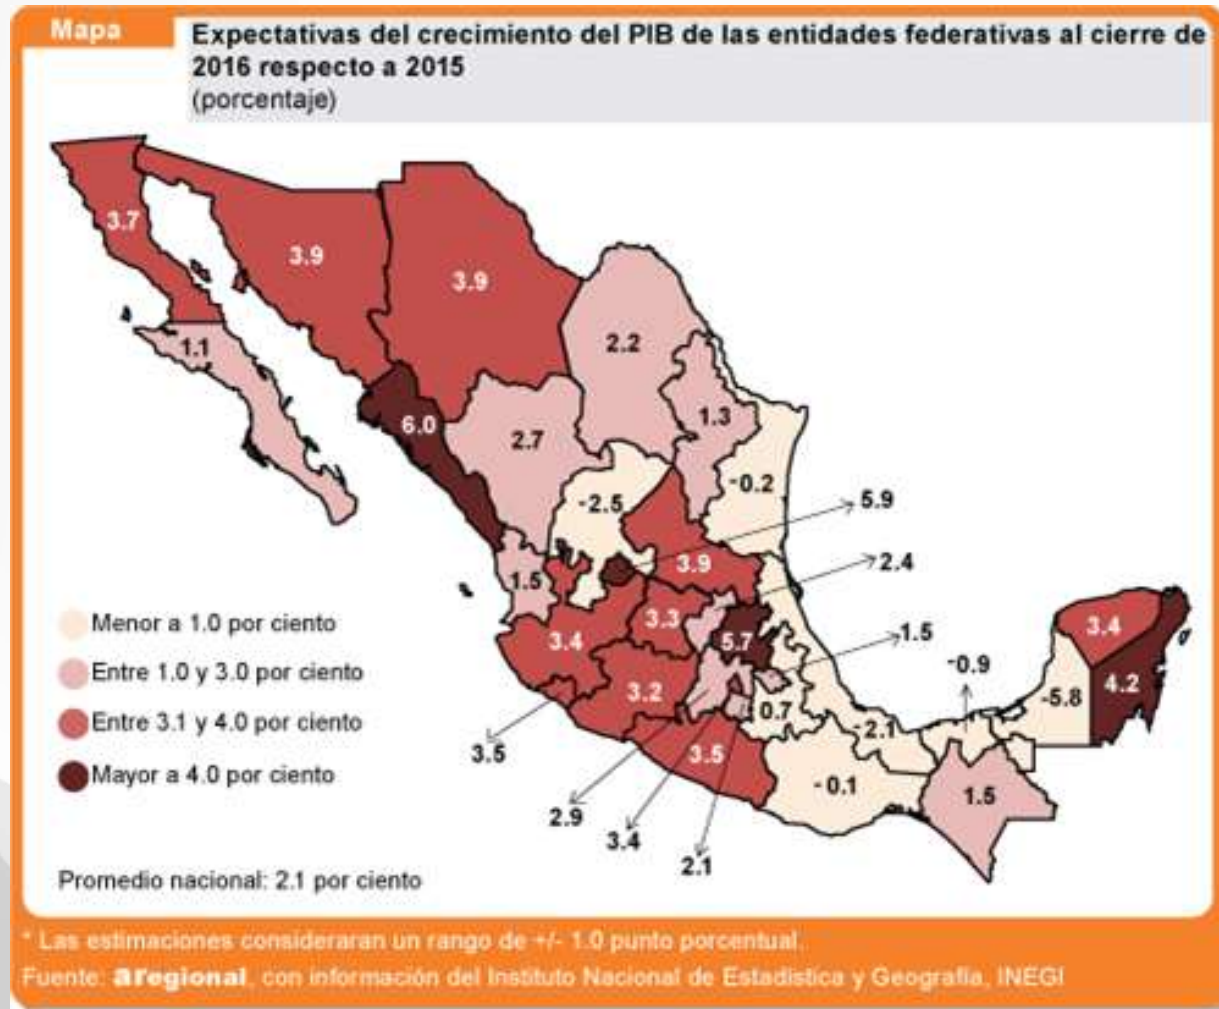 Mapa
Expectativas del crecimiento del PIB de las entidades federativas al cierre de
2016 respecto a 2015
(porcentaje)
3.7
3.9
3.9
2.2
1.1
6.0
2.7
1.3
-2.5
-0.2
5.9
3.9
2.4
1.5
3.3
3.4
5.7
1.5
-0.9
3.4
4.2
-5.8
3.2
0.7
-2.1
3.5
3.5
-0.1
1.5
2.9
3.4
2.1
Menor a 1.0 por ciento
Entre 1.0 y 3.0 por ciento
Entre 3.1 y 4.0 por ciento
Mayor a 4.0 por ciento
Promedio nacional: 2.1 por ciento
* Las estimaciones consideraran un rango de +/- 1.0 punto porcentual.
Fuente: aregional, con información del Instituto Nacional de Estadística y Geografía, INEGI